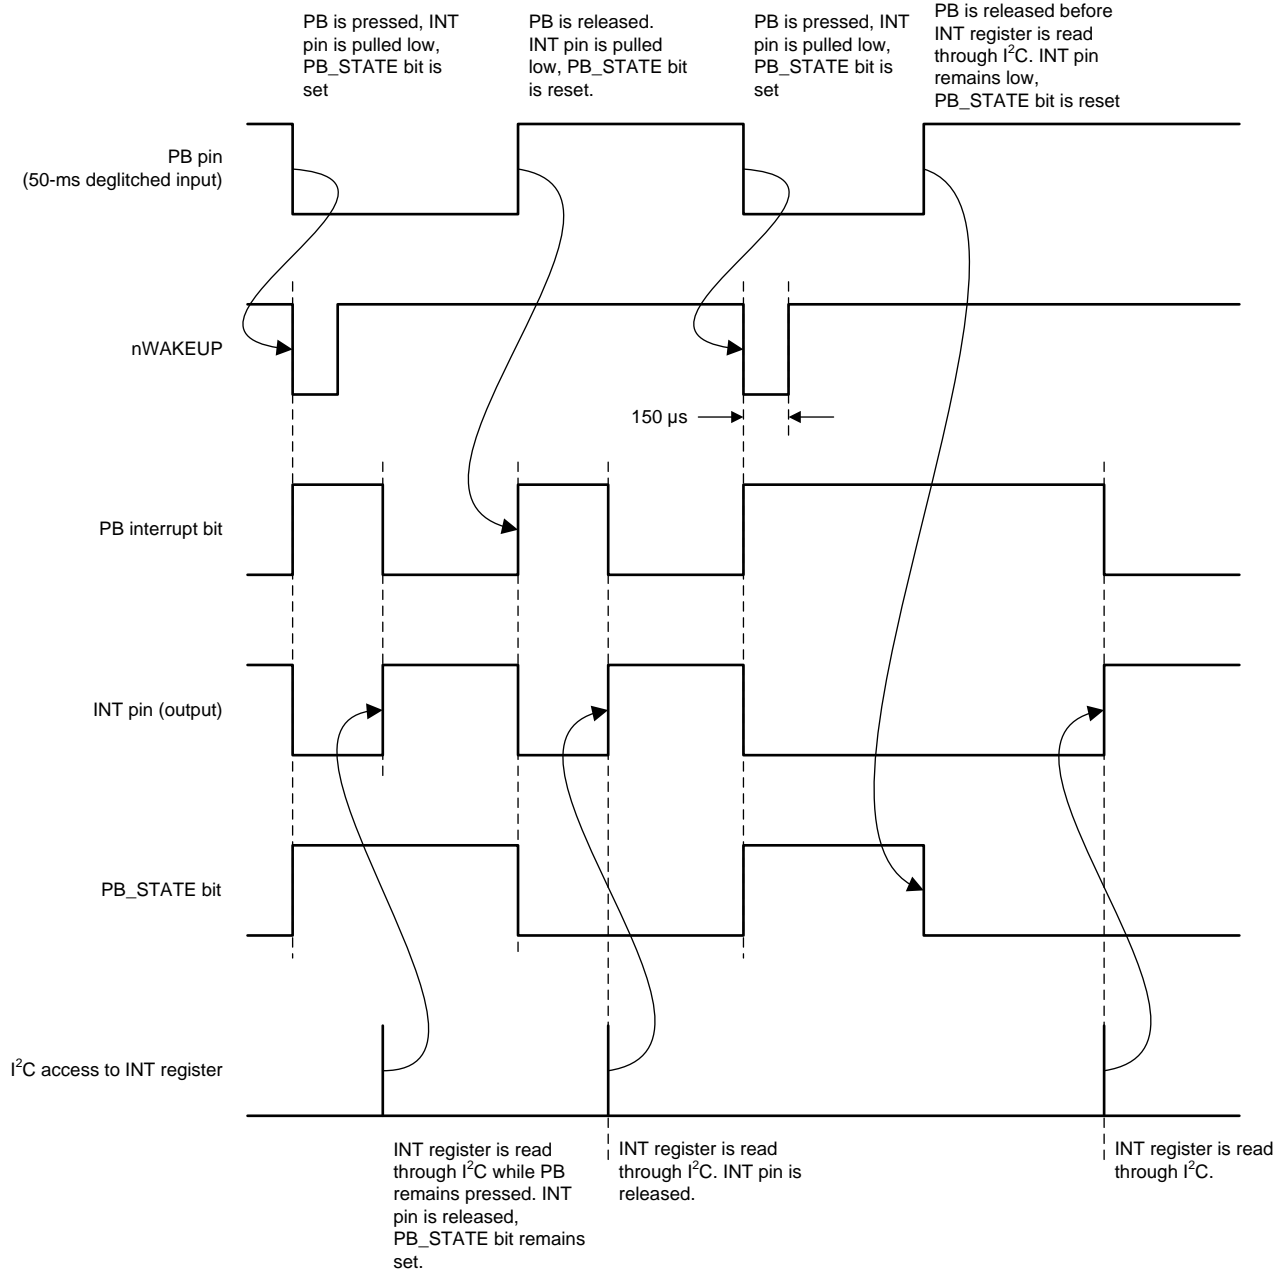 PB is pressed, INT
pin is pulled low,
PB_STATE bit is
set
PB is released.
INT pin is pulled
low, PB_STATE bit
is reset.
PB is pressed, INT
pin is pulled low,
PB_STATE bit is
set
PB is released before
INT register is read
through I²C. INT pin
remains low,
PB_STATE bit is reset
PB pin
(50-ms deglitched input)
nWAKEUP
150 µs
PB interrupt bit
INT pin (output)
PB_STATE bit
I²C access to INT register
INT register is read
through I²C while PB
remains pressed. INT
pin is released,
PB_STATE bit remains
set.
INT register is read
through I²C. INT pin is
released.
INT register is read
through I²C.